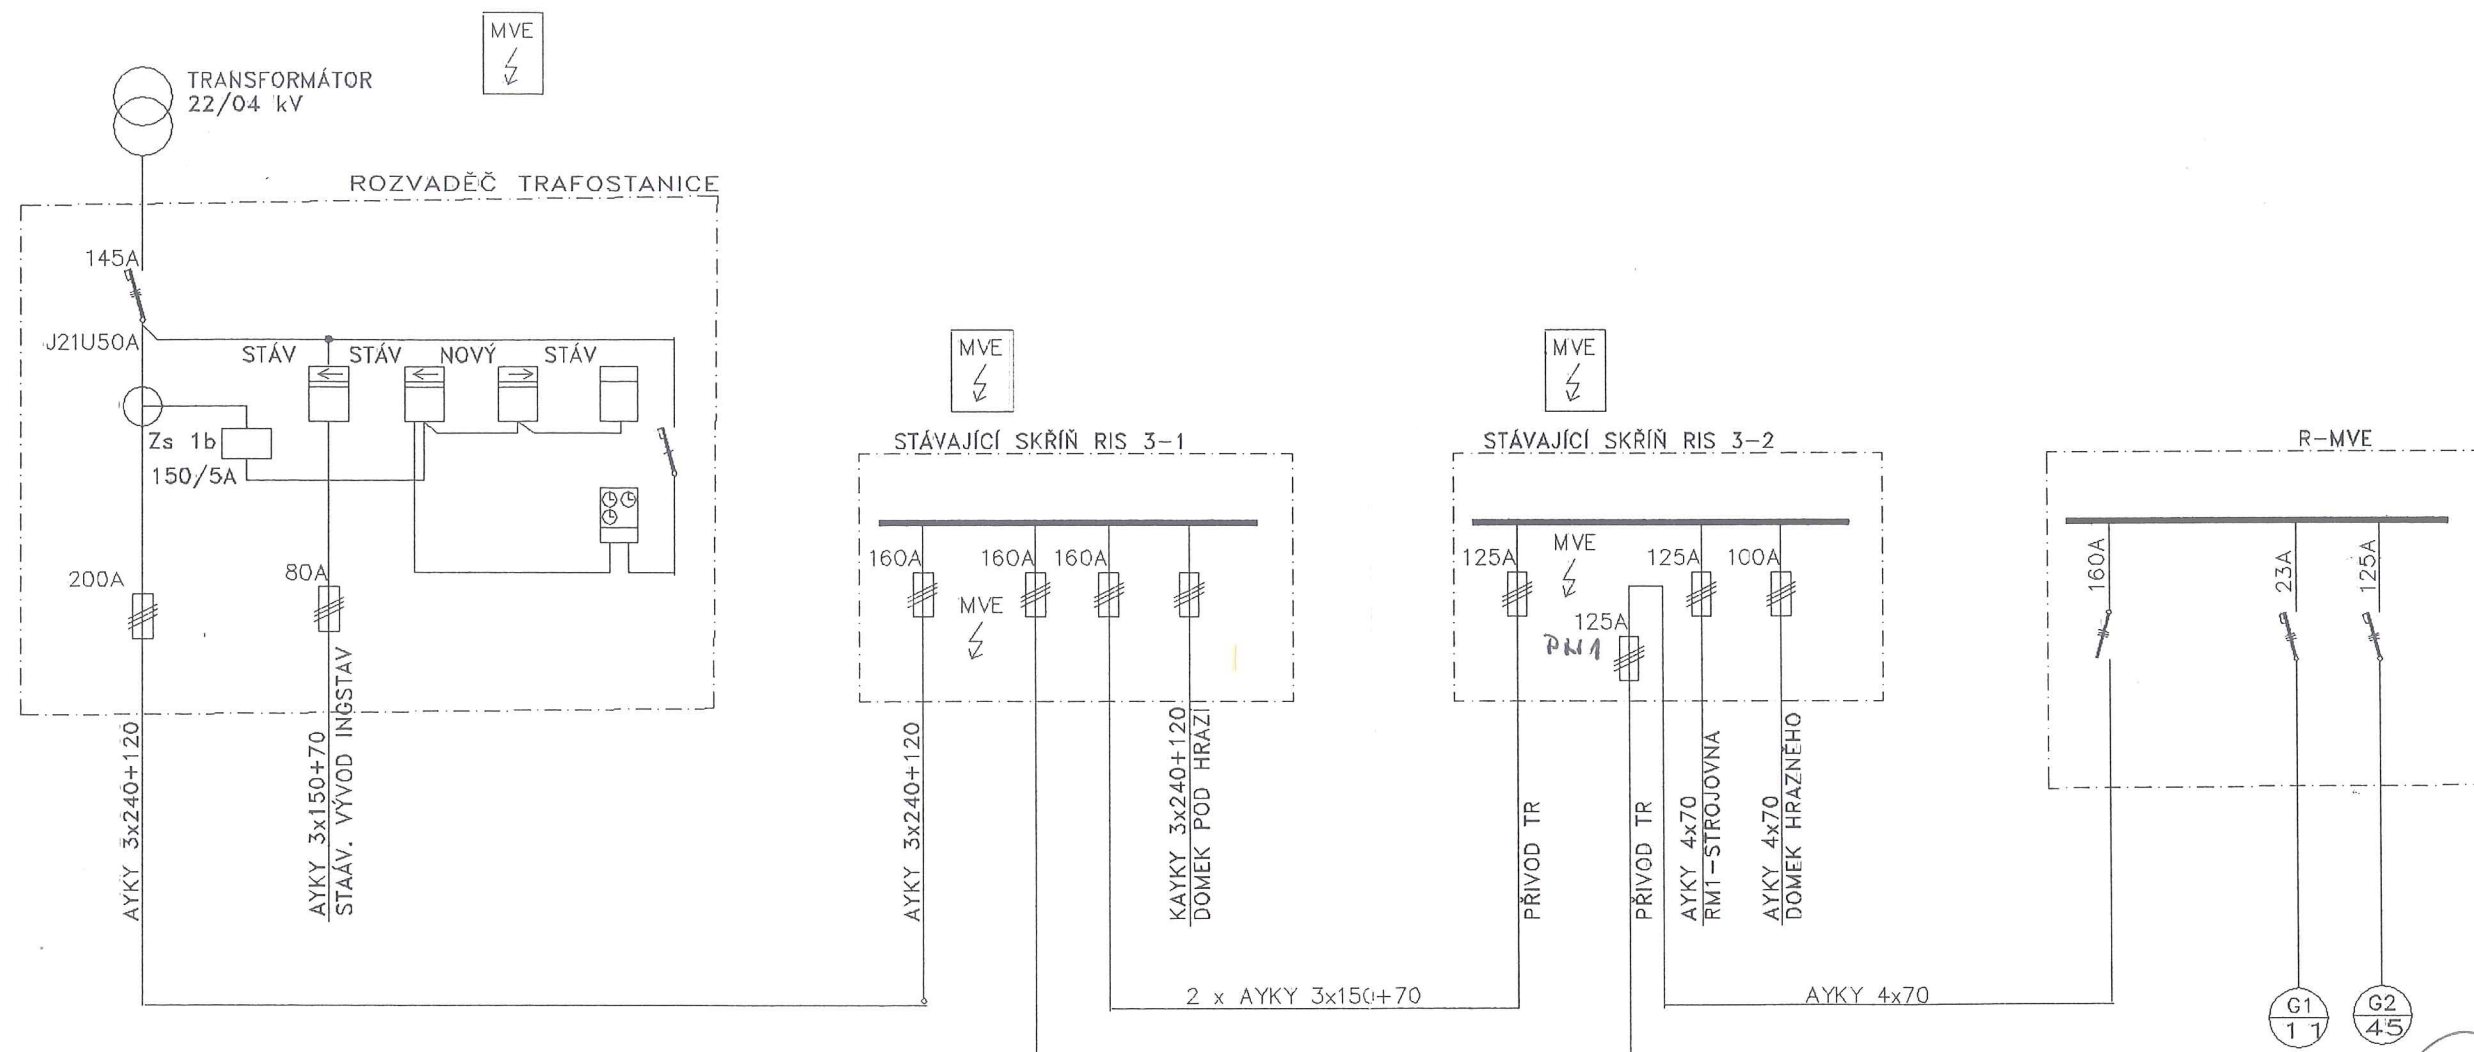 MVE
TRANSFORMÁTOR
22/04 kV
ROZVADĚČ TRAFOSTANICE
145A
J21U50A
STÁV
STÁV
NOVÝ
STÁV
Zs 1b
150/5A
200A
80A
AYKY 3x240+120
AYKY 3x150+70
STAÁV. VÝVOD INGSTAV
MVE
STÁVAJÍCÍ SKŘÍŇ RIS 3-1
160A
160A
160A
MVE
AYKY 3x240+120
KAYKY 3x240+120
DOMEK POD HRAZÍ
MVE
STÁVAJÍCÍ SKŘÍŇ RIS 3-2
125A
MVE
125A
100A
125A
PN1
PŘIVOD TR
PŘIVOD TR
AYKY 4x70
RM1-STROJOVNA
AYKY 4x70
DOMEK HRAZNÉHO
2 x AYKY 3x150+70
AYKY 4x70
R-MVE
160A
23A
125A
G1
11
G2
45